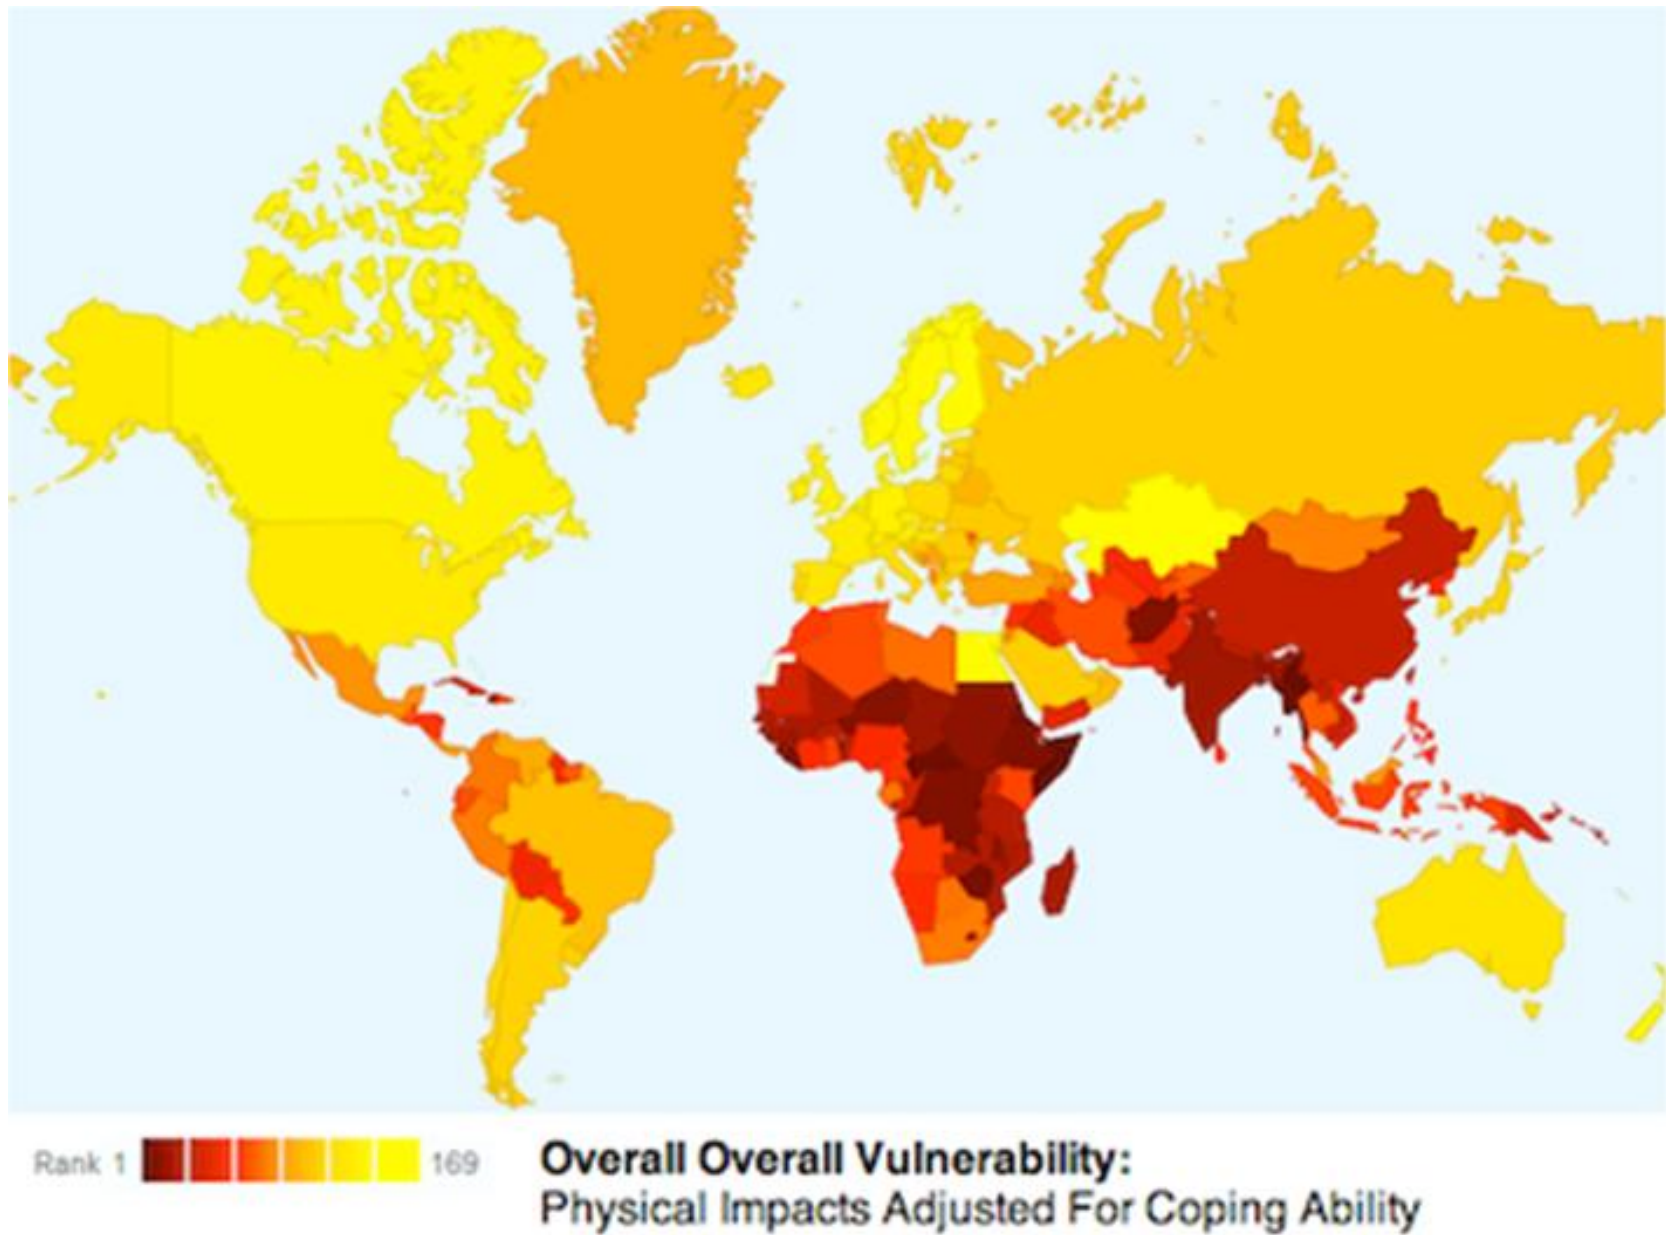 Rank 1 169
Overall Overall Vulnerability:
Physical Impacts Adjusted For Coping Ability